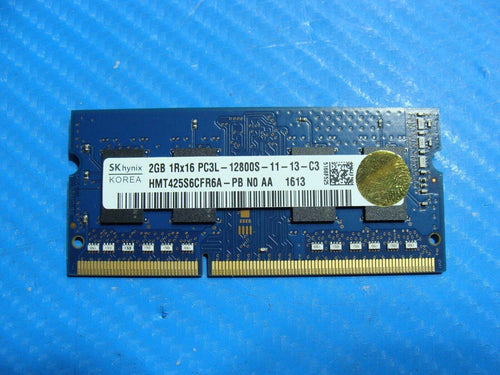 SK hynix
KOREA
2GB 1Rx16 PC3L-12800S-11-13-C3
HMT425S6CFR6A-PB N0 AA 1613